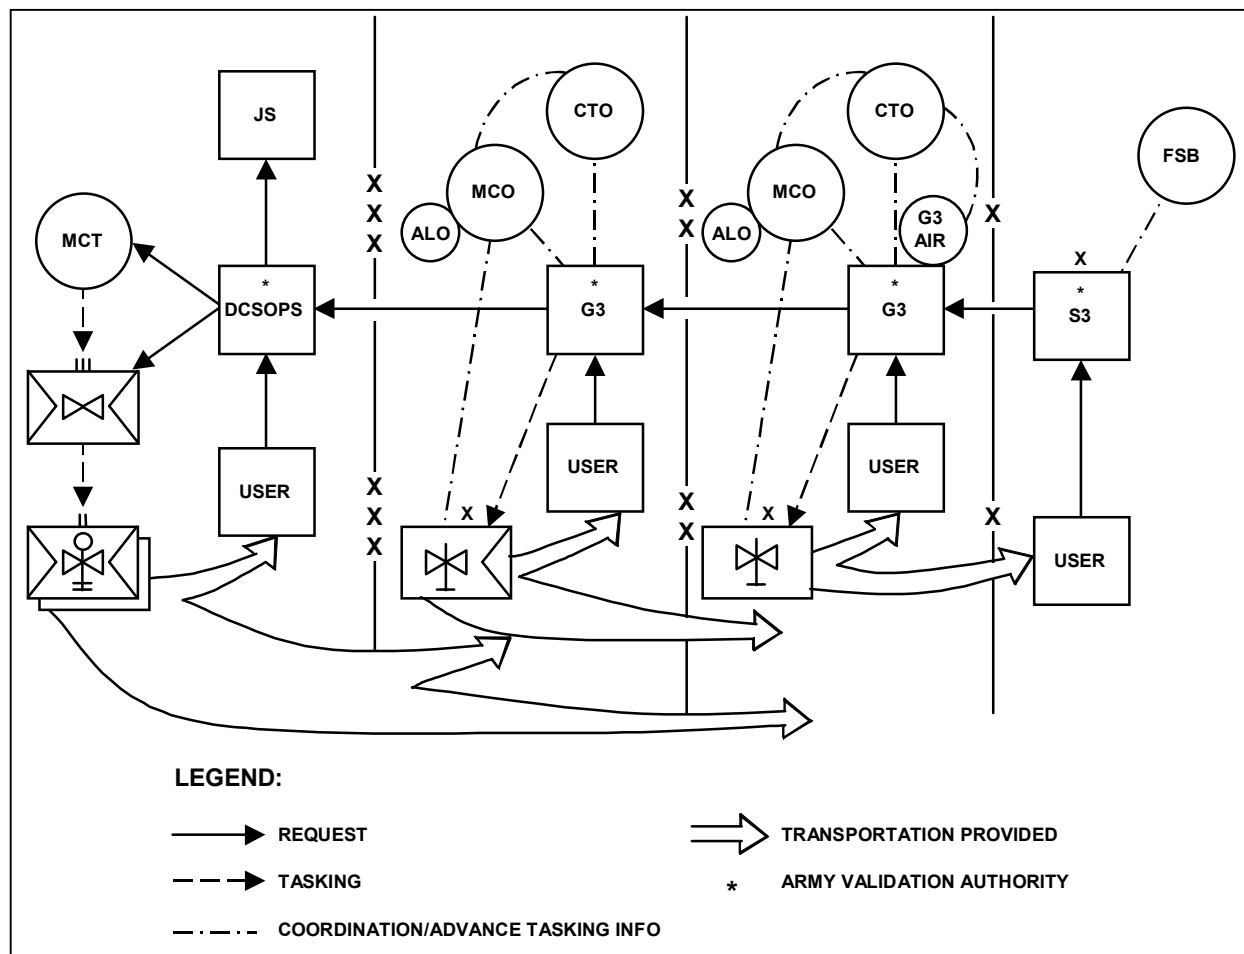 JS
CTO
CTO
FSB
MCO
MCO
X
X
X
X
X
X
ALO
ALO
G3
AIR
MCT
X
*
DCSOPS
*
G3
*
G3
*
S3
USER
USER
USER
X
X
X
X
X
X
X
X
USER
LEGEND:
REQUEST
TRANSPORTATION PROVIDED
TASKING
* ARMY VALIDATION AUTHORITY
COORDINATION/ADVANCE TASKING INFO